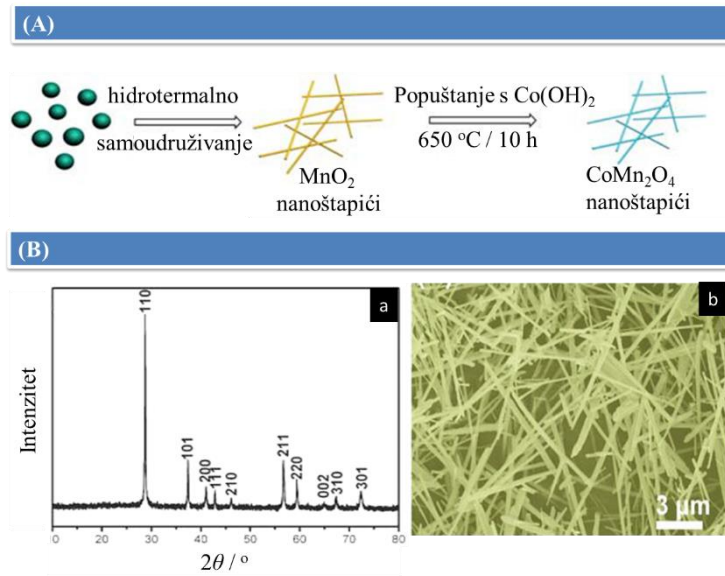 (A)
hidrotermalno
samoudruživanje
MnO₂
nanoštapići
Popuštanje s Co(OH)₂
650 °C / 10 h
CoMn₂O₄
nanoštapići
(B)
a
Intenzitet
110
101
200
111
210
211
220
002
310
301
10 20 30 40 50 60 70 80
2θ / °
b
3 µm